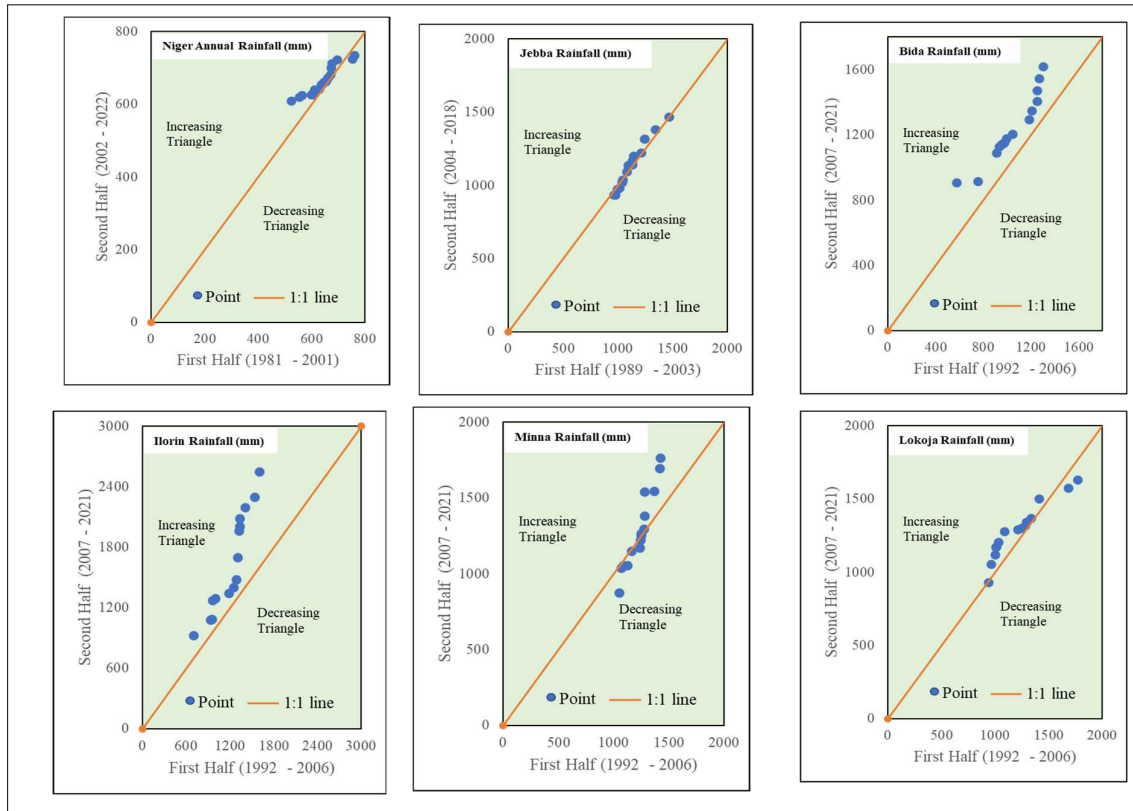 Niger Annual Rainfall (mm)
800
600
400
200
0
Second Half (2002 - 2022)
Increasing
Triangle
Decreasing
Triangle
Point
1:1 line
0
200
400
600
800
First Half (1981 - 2001)
Jebba Rainfall (mm)
2000
1500
1000
500
0
Second Half (2004 - 2018)
Increasing
Triangle
Decreasing
Triangle
Point
1:1 line
0
500
1000
1500
2000
First Half (1989 - 2003)
Bida Rainfall (mm)
1600
1200
800
400
0
Second Half (2007 - 2021)
Increasing
Triangle
Decreasing
Triangle
Point
1:1 line
0
400
800
1200
1600
First Half (1992 - 2006)
Ilorin Rainfall (mm)
3000
2400
1800
1200
600
0
Second Half (2007 - 2021)
Increasing
Triangle
Decreasing
Triangle
Point
1:1 line
0
600
1200
1800
2400
3000
First Half (1992 - 2006)
Minna Rainfall (mm)
2000
1500
1000
500
0
Second Half (2007 - 2021)
Increasing
Triangle
Decreasing
Triangle
Point
1:1 line
0
500
1000
1500
2000
First Half (1992 - 2006)
Lokoja Rainfall (mm)
2000
1500
1000
500
0
Second Half (2007 - 2021)
Increasing
Triangle
Decreasing
Triangle
Point
1:1 line
0
500
1000
1500
2000
First Half (1992 - 2006)